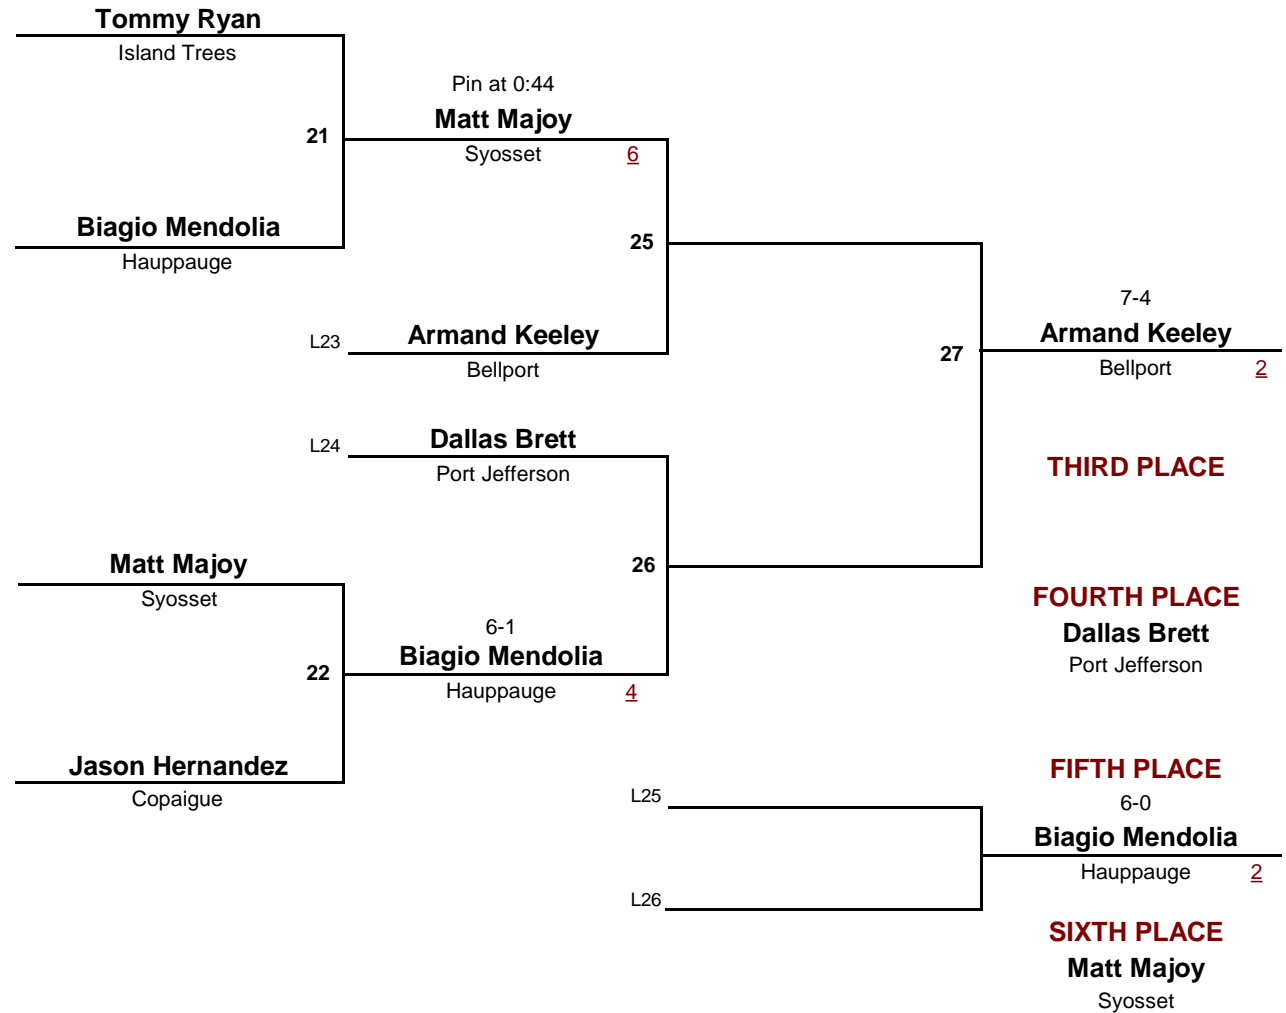 Tommy Ryan
Island Trees
Pin at 0:44
Matt Majoy
21
Syosset 6
Biagio Mendolia
Hauppauge
25
7-4
L23 Armand Keeley
Bellport
27
Armand Keeley
Bellport 2
L24 Dallas Brett
Port Jefferson
THIRD PLACE
Matt Majoy
Syosset
26
FOURTH PLACE
Dallas Brett
Port Jefferson
6-1
Biagio Mendolia
22
Hauppauge 4
Jason Hernandez
Copaigue
FIFTH PLACE
L25
6-0
Biagio Mendolia
Hauppauge 2
L26
SIXTH PLACE
Matt Majoy
Syosset